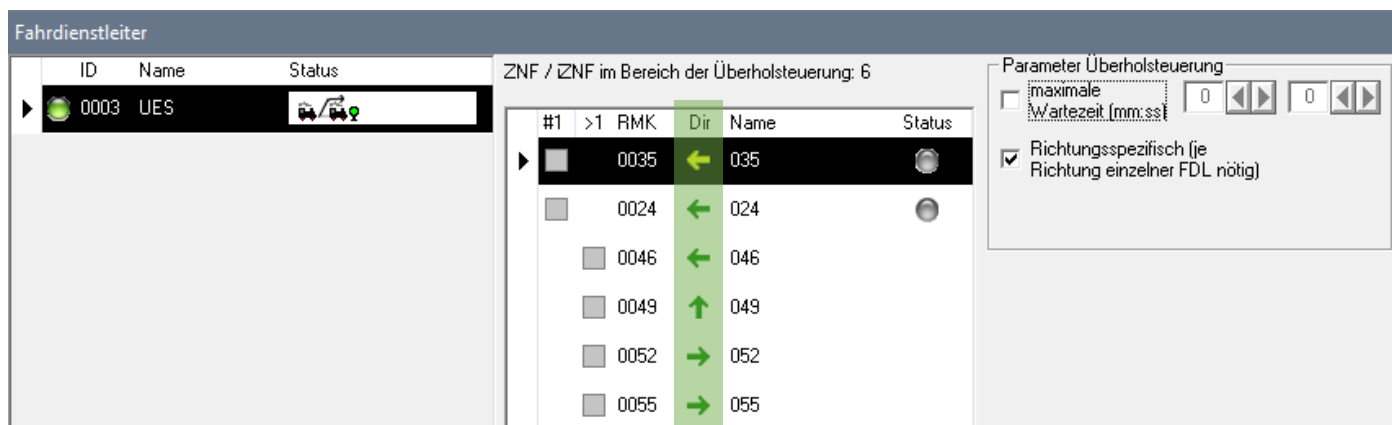 Fahrdienstleiter
ID Name Status
0003 UES
ZNF / iZNF im Bereich der Überholsteuerung: 6
#1 >1 RMK Dir Name Status
0035 035
0024 024
0046 046
0049 049
0052 052
0055 055
Parameter Überholsteuerung
maximale
Wartezeit (mm:ss)
0 0
Richtungsspezifisch (je
Richtung einzelner FDL nötig)